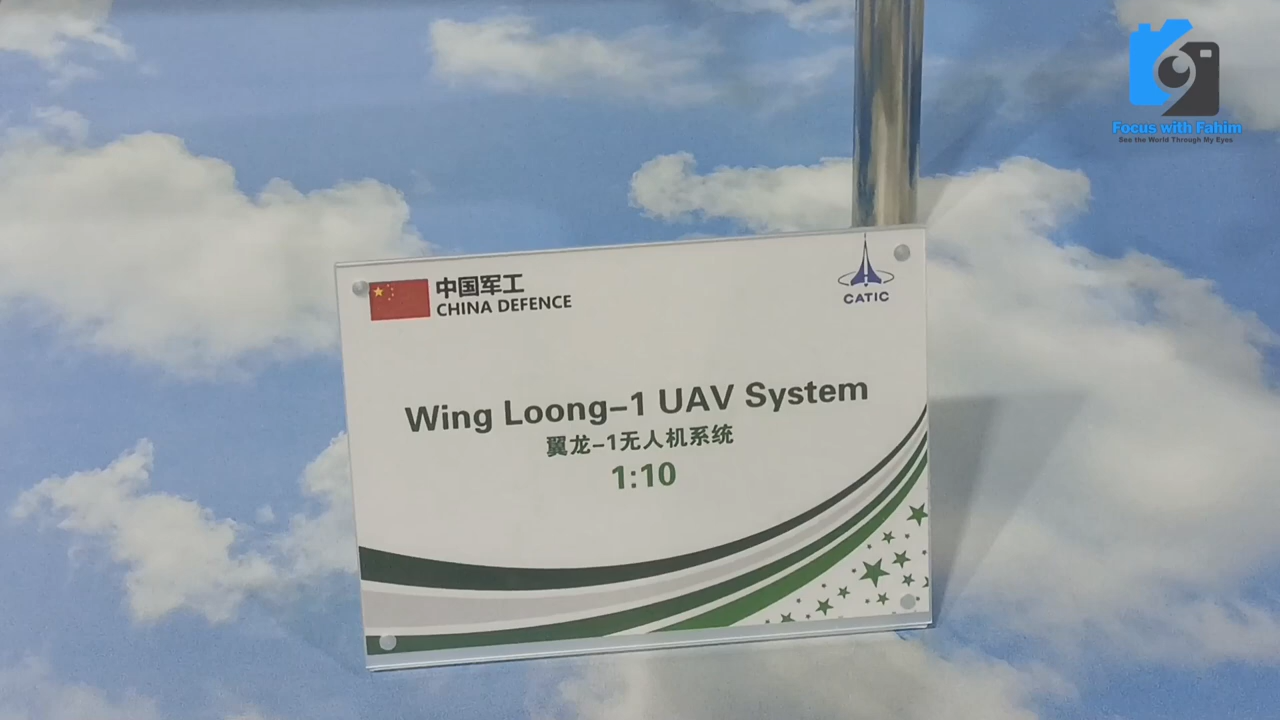 Focus with Fahim
See the World Through My Eyes
中国军工
CHINA DEFENCE
CATIC
Wing Loong-1 UAV System
翼龙-1无人机系统
1:10